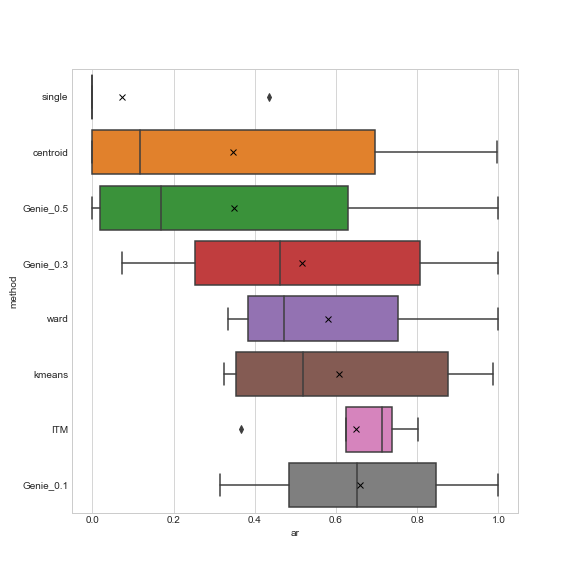 single
centroid
Genie_0.5
Genie_0.3
ward
kmeans
ITM
Genie_0.1
method
0.0 0.2 0.4 0.6 0.8 1.0
ar